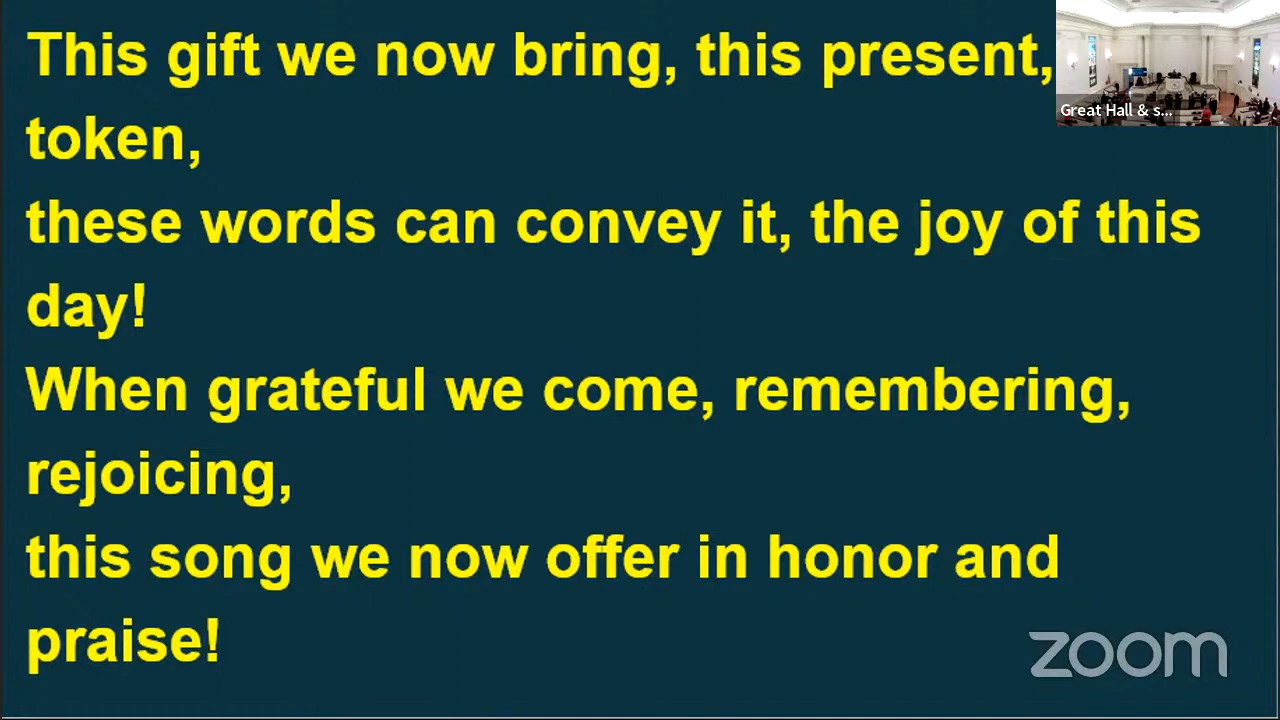 This gift we now bring, this present,
token,
these words can convey it, the joy of this
day!
When grateful we come, remembering,
rejoicing,
this song we now offer in honor and
praise!
Great Hall & s...
zoom